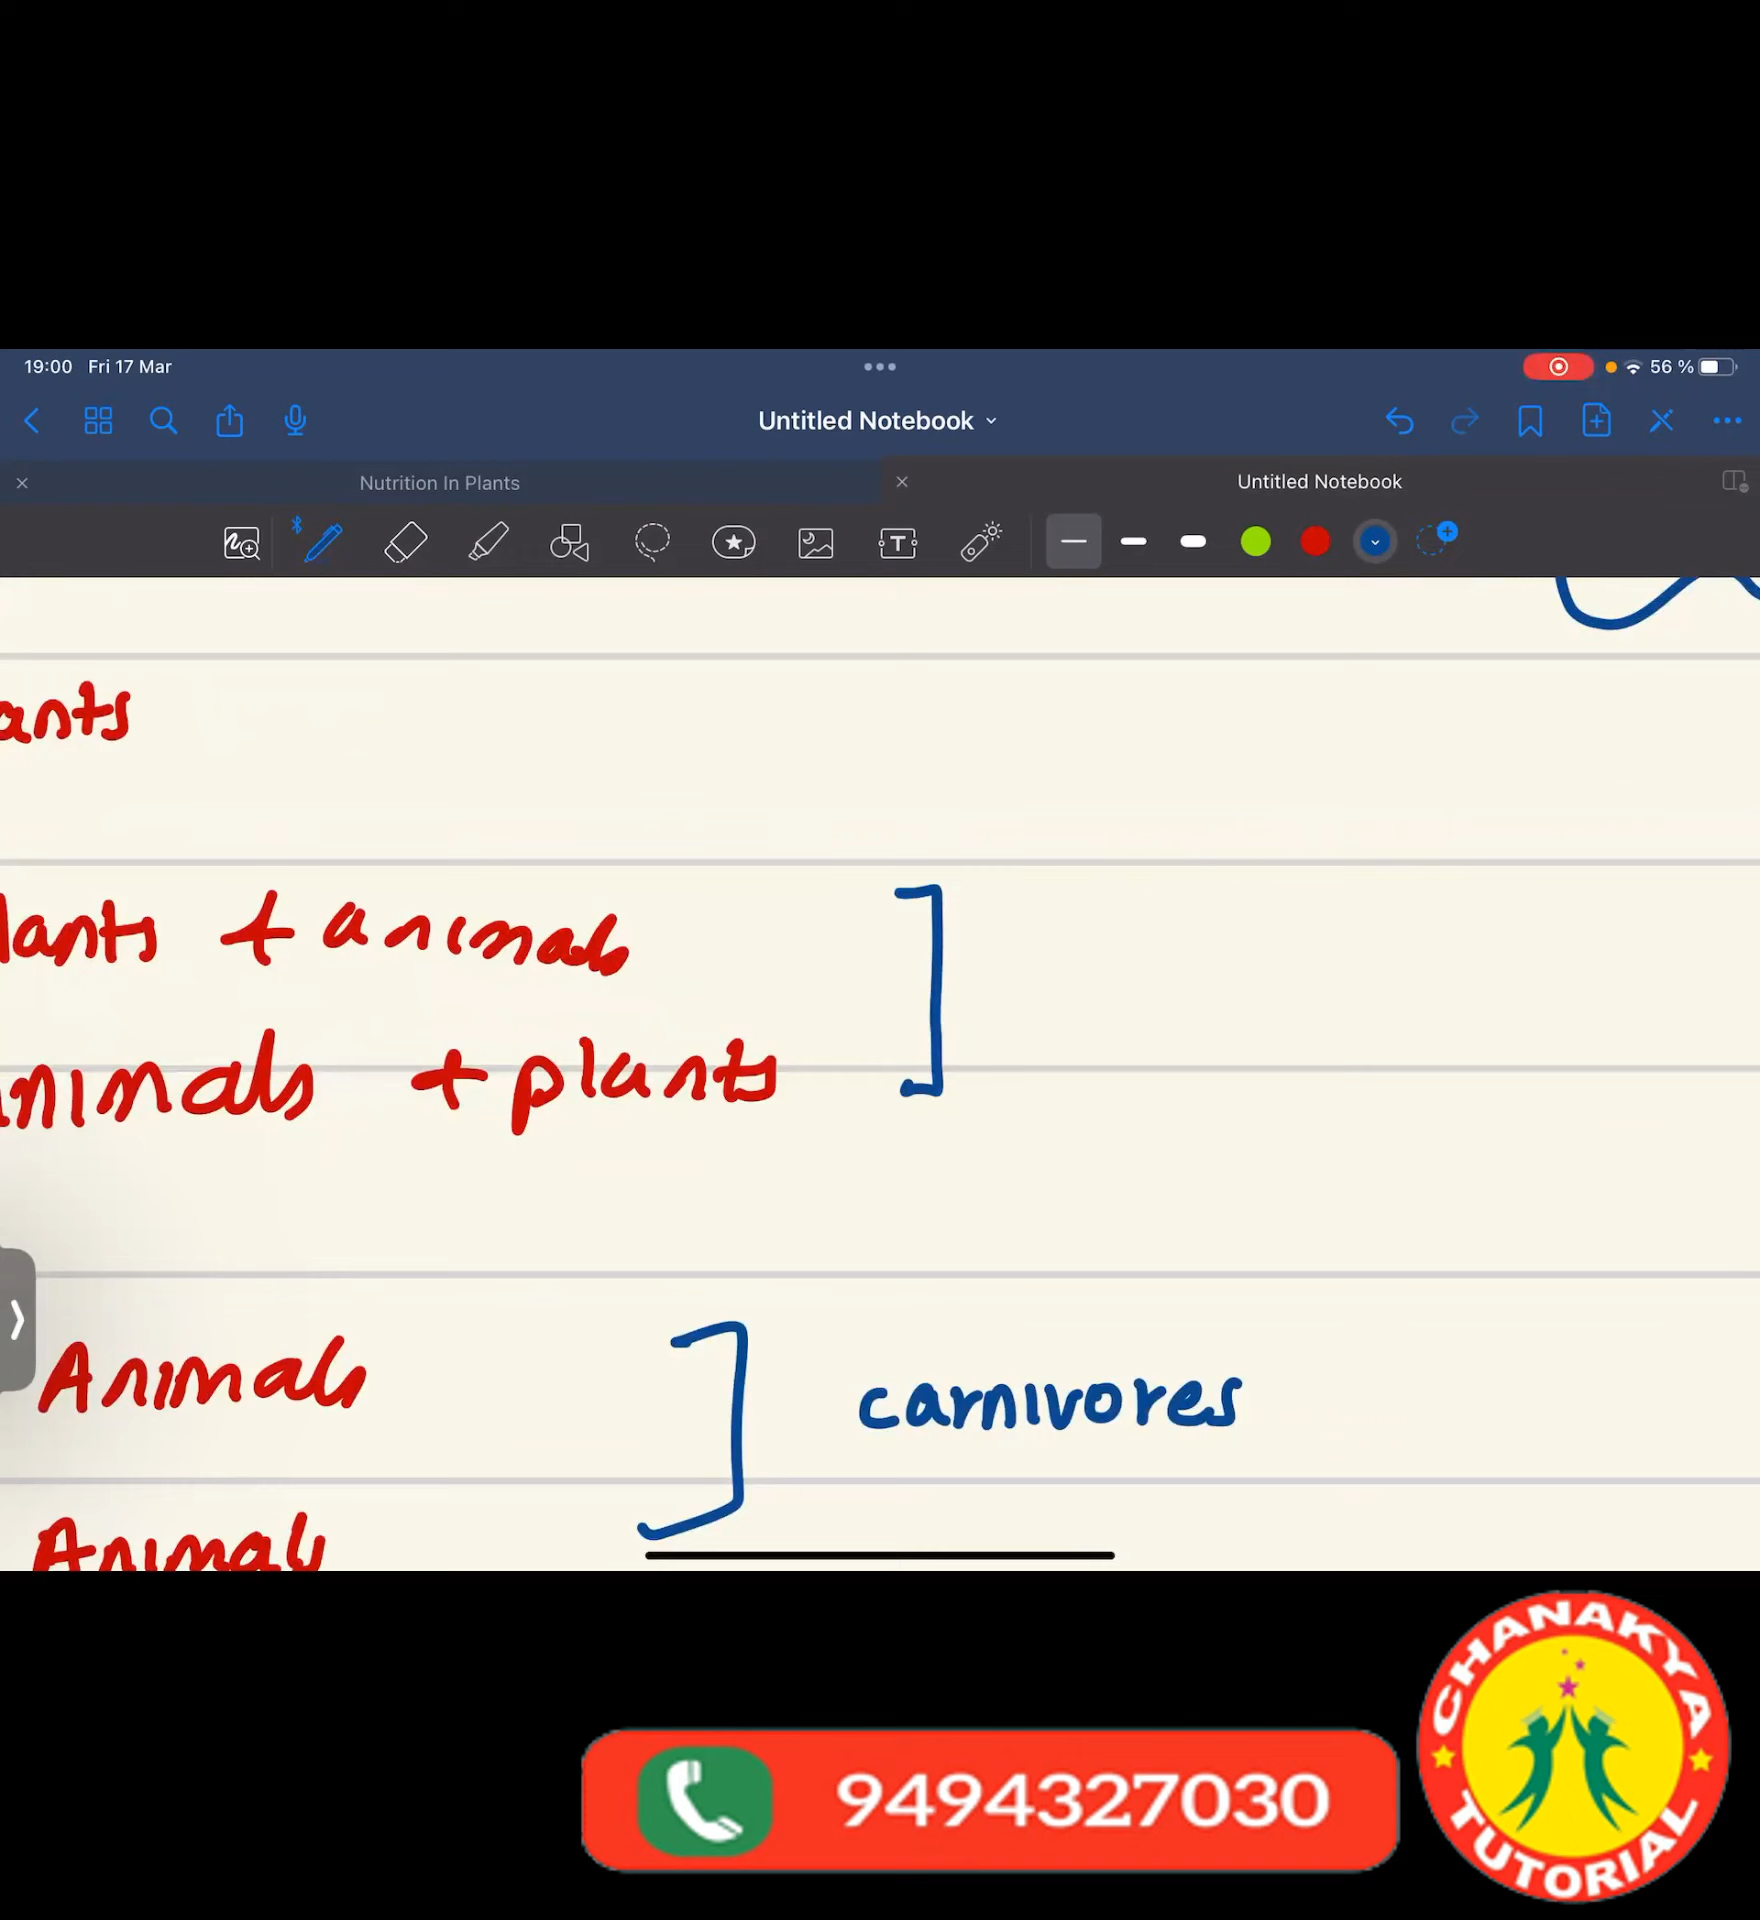 19:00 Fri 17 Mar
56 %
Untitled Notebook
Nutrition In Plants
Untitled Notebook
T
ants
lants + animals
nimals + plants
Animals
carnivores
Animals
9494327030
CHANAKYA
TUTORIAL